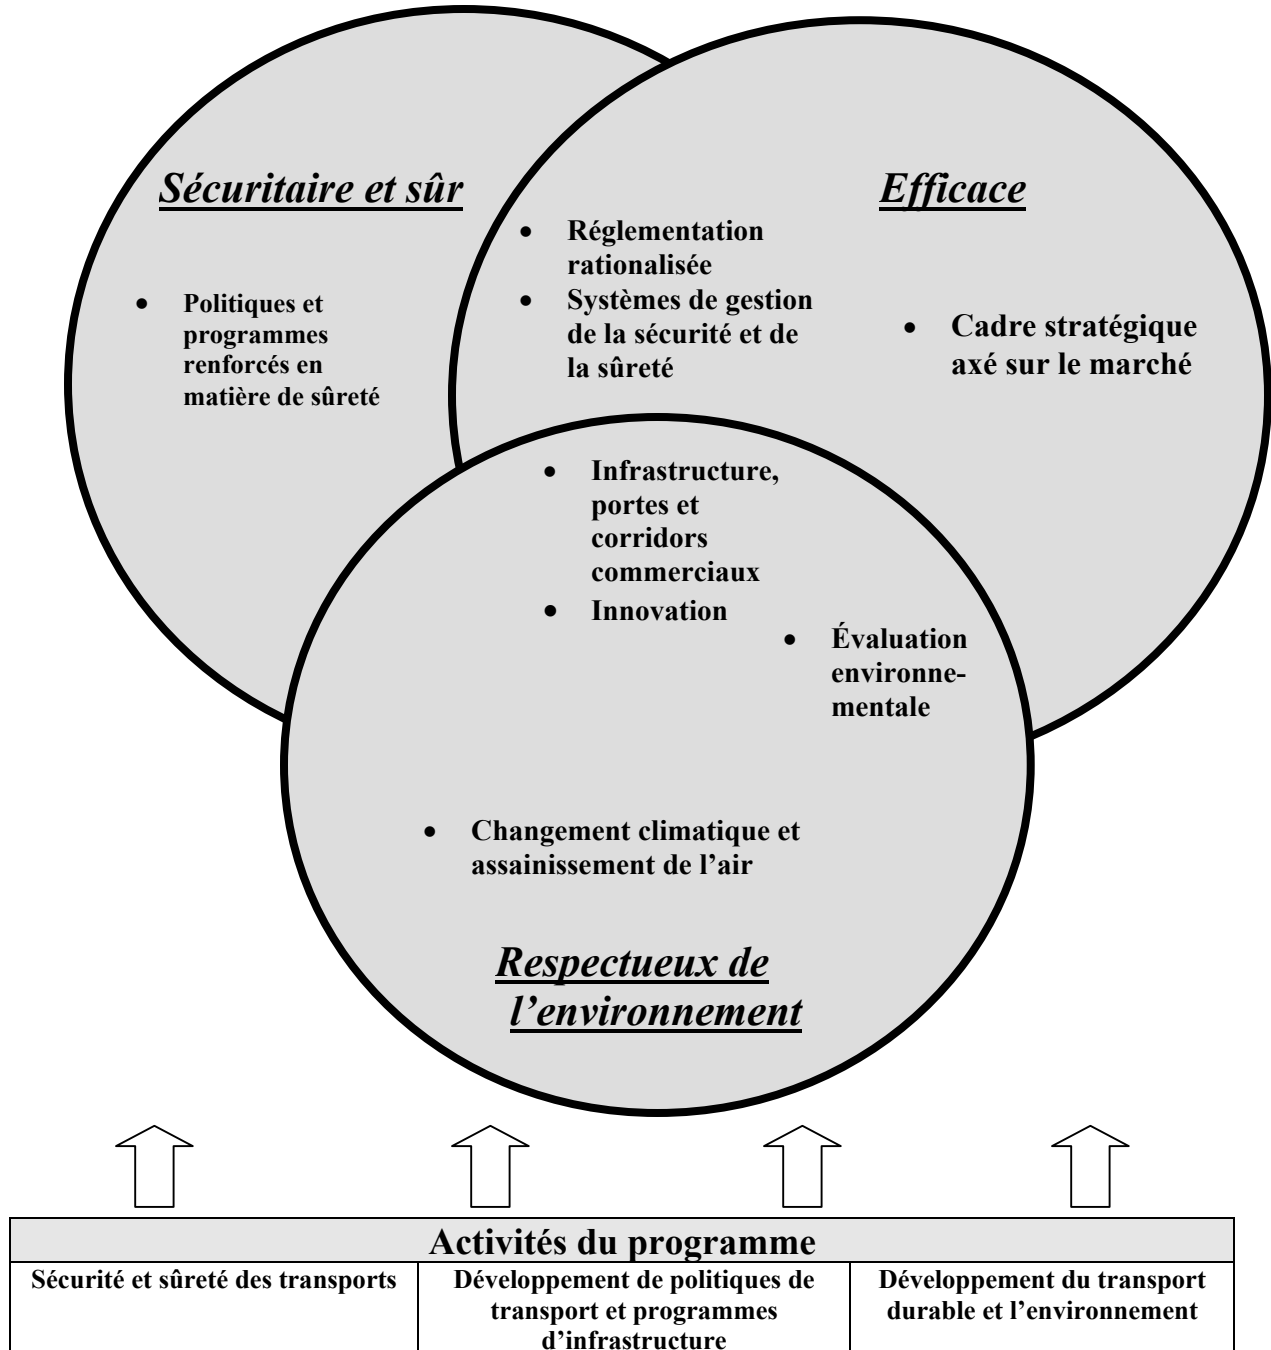 Sécuritaire et sûr
• Politiques et
programmes
renforcés en
matière de sûreté
• Réglementation
rationalisée
• Systèmes de gestion
de la sécurité et de
la sûreté
Efficace
• Cadre stratégique
axé sur le marché
• Infrastructure,
portes et
corridors
commerciaux
• Innovation
• Évaluation
environne-
mentale
• Changement climatique et
assainissement de l’air
Respectueux de
l’environnement
Activités du programme
Sécurité et sûreté des transports
Développement de politiques de
transport et programmes
d’infrastructure
Développement du transport
durable et l’environnement